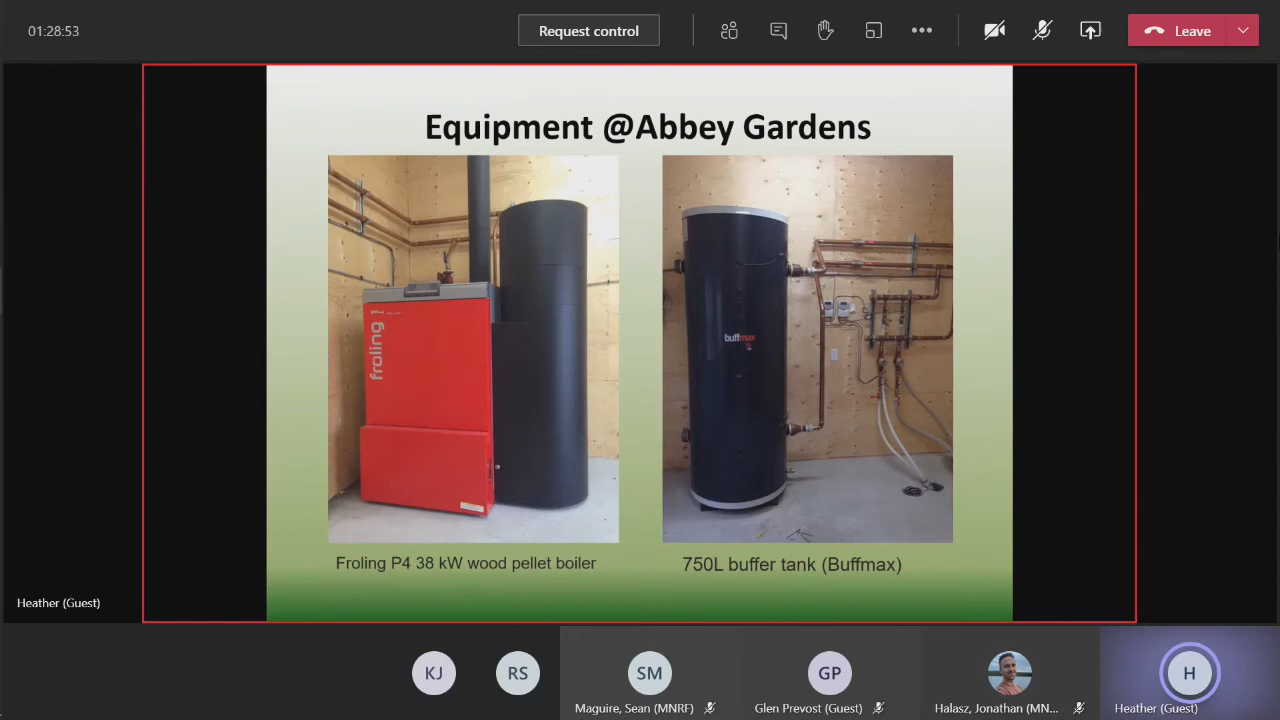 01:28:53
Request control
Leave
Equipment @Abbey Gardens
froling
buffmax
Froling P4 38 kW wood pellet boiler
750L buffer tank (Buffmax)
Heather (Guest)
KJ
RS
SM
GP
H
Maguire, Sean (MNRF)
Glen Prevost (Guest)
Halasz, Jonathan (MN...
Heather (Guest)